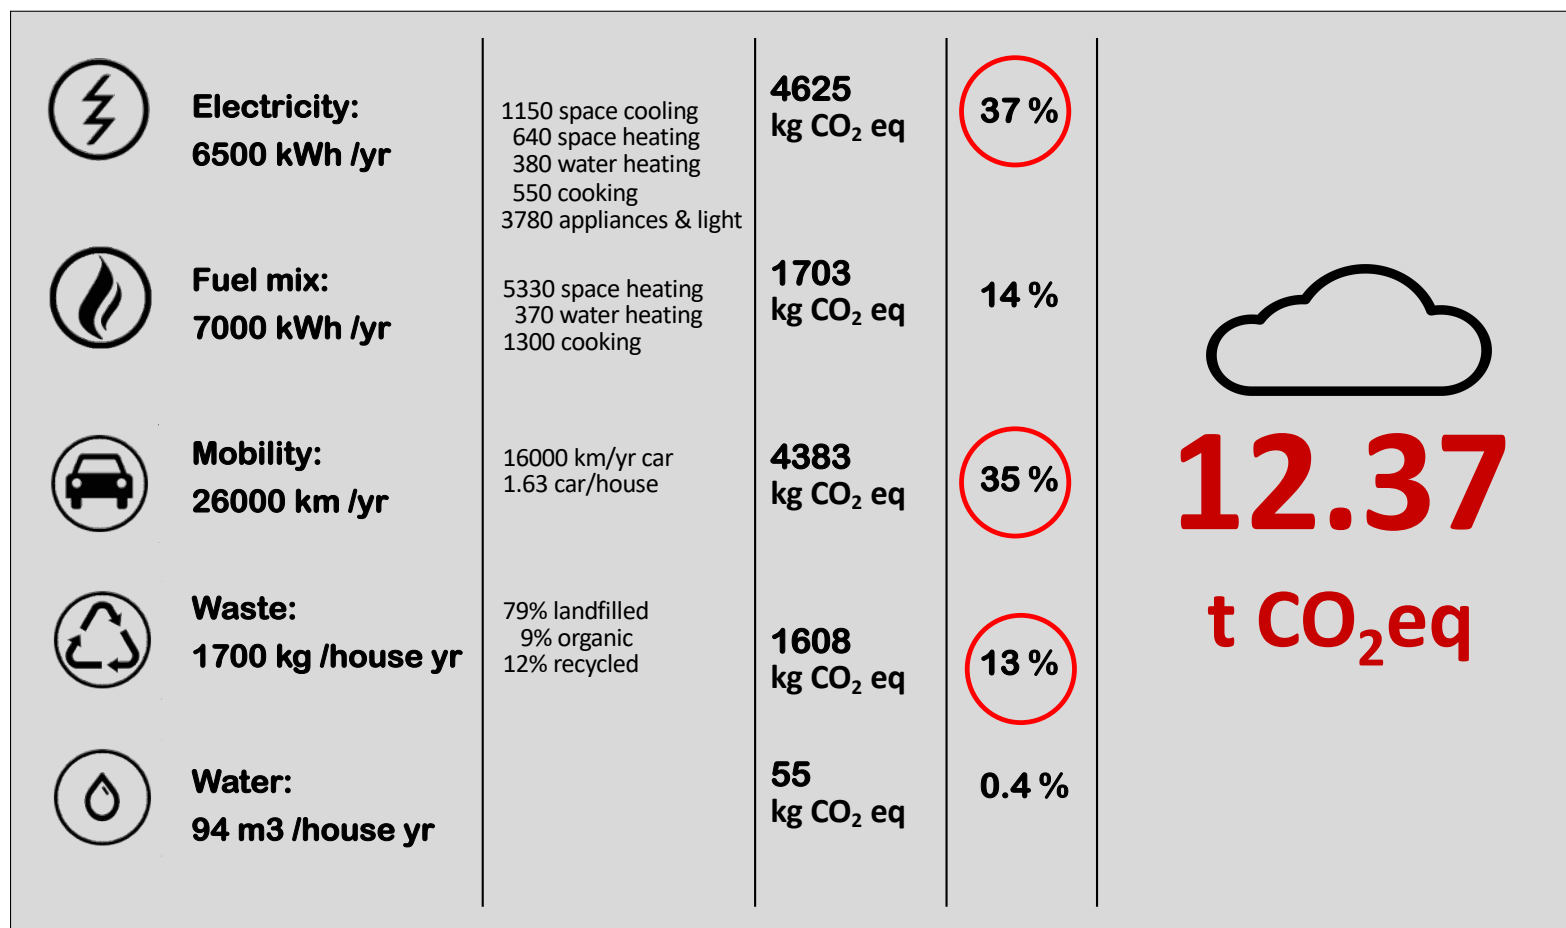 Electricity:
6500 kWh /yr
1150 space cooling
640 space heating
380 water heating
550 cooking
3780 appliances & light
4625
kg CO₂ eq
37 %
Fuel mix:
7000 kWh /yr
5330 space heating
370 water heating
1300 cooking
1703
kg CO₂ eq
14 %
Mobility:
26000 km /yr
16000 km/yr car
1.63 car/house
4383
kg CO₂ eq
35 %
Waste:
1700 kg /house yr
79% landfilled
9% organic
12% recycled
1608
kg CO₂ eq
13 %
Water:
94 m3 /house yr
55
kg CO₂ eq
0.4 %
12.37
t CO₂eq